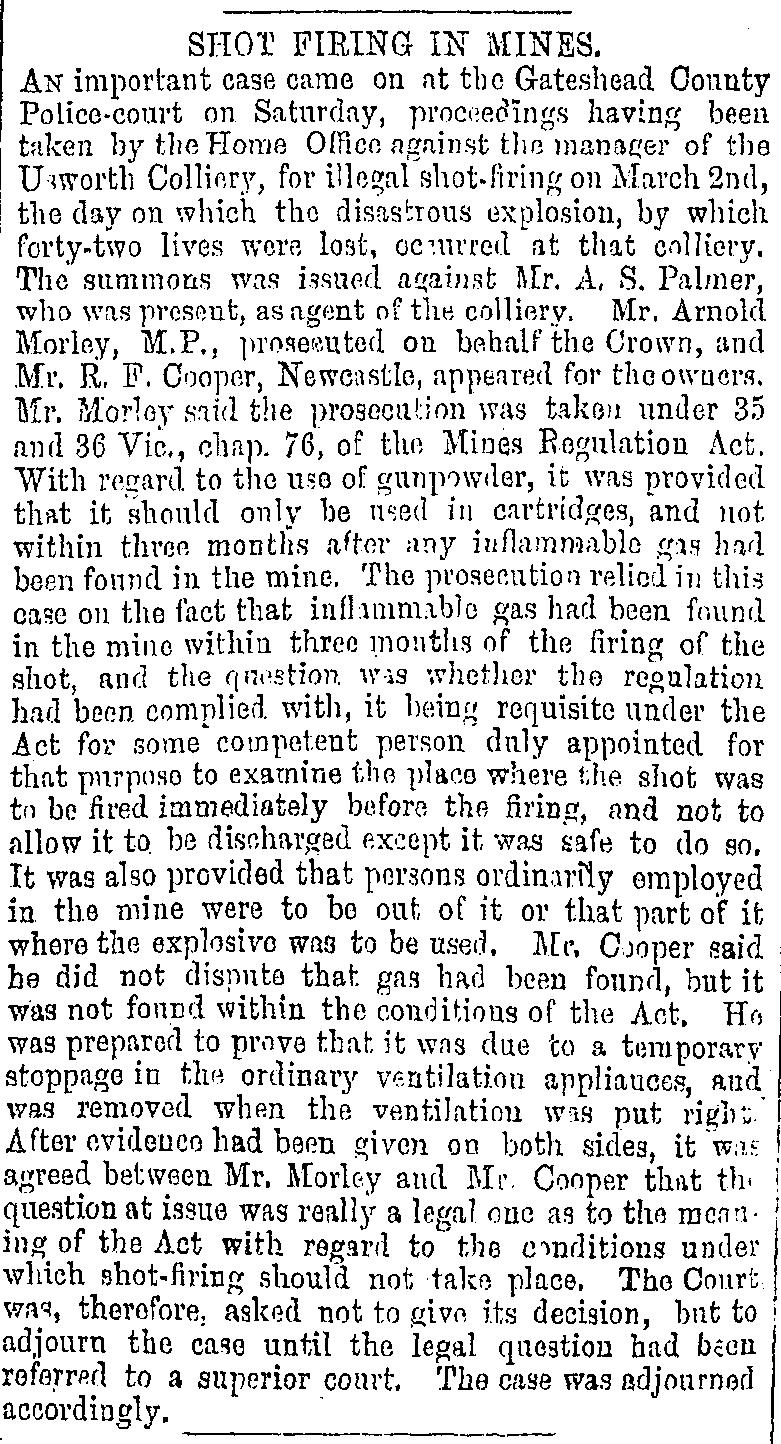 SHOT FIRING IN MINES.
AN important case came on at the Gateshead County
Police-court on Saturday, proceedings having been
taken by the Home Office against the manager of the
Usworth Colliery, for illegal shot-firing on March 2nd,
the day on which the disastrous explosion, by which
forty-two lives were lost, occurred at that colliery.
The summons was issued against Mr. A. S. Palmer,
who was present, as agent of the colliery. Mr. Arnold
Morley, M.P., prosecuted on behalf the Crown, and
Mr. R. F. Cooper, Newcastle, appeared for the owners.
Mr. Morley said the prosecution was taken under 35
and 36 Vic., chap. 76, of the Mines Regulation Act.
With regard to the use of gunpowder, it was provided
that it should only be used in cartridges, and not
within three months after any inflammable gas had
been found in the mine. The prosecution relied in this
case on the fact that inflammable gas had been found
in the mine within three months of the firing of the
shot, and the question was whether the regulation
had been complied with, it being requisite under the
Act for some competent person duly appointed for
that purpose to examine the place where the shot was
to be fired immediately before the firing, and not to
allow it to be discharged except it was safe to do so.
It was also provided that persons ordinarily employed
in the mine were to be out of it or that part of it
where the explosive was to be used. Mr. Cooper said
he did not dispute that gas had been found, but it
was not found within the conditions of the Act. He
was prepared to prove that it was due to a temporary
stoppage in the ordinary ventilation appliances, and
was removed when the ventilation was put right.
After evidence had been given on both sides, it was
agreed between Mr. Morley and Mr. Cooper that the
question at issue was really a legal one as to the mean-
ing of the Act with regard to the conditions under
which shot-firing should not take place. The Court
was, therefore, asked not to give its decision, but to
adjourn the case until the legal question had been
referred to a superior court. The case was adjourned
accordingly.